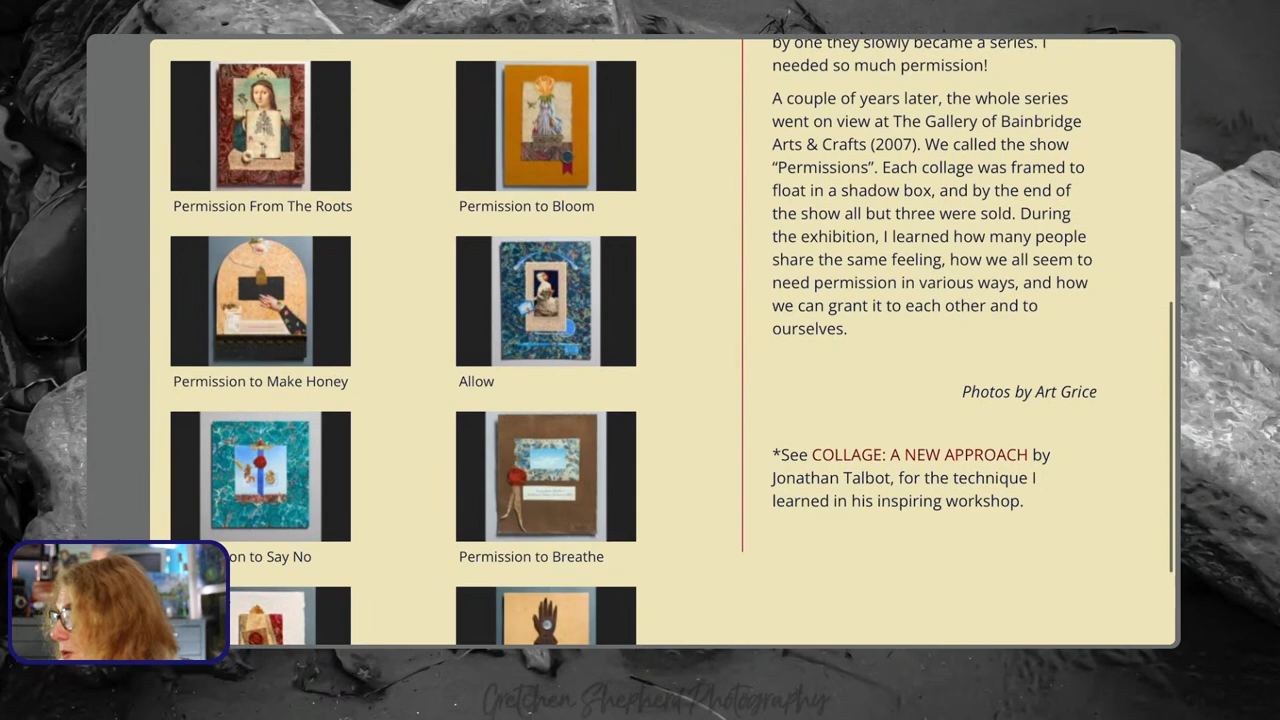 Permission From The Roots
Permission to Bloom
Permission to Make Honey
Allow
on to Say No
Permission to Breathe
by one they slowly became a series. I
needed so much permission!
A couple of years later, the whole series
went on view at The Gallery of Bainbridge
Arts & Crafts (2007). We called the show
“Permissions”. Each collage was framed to
float in a shadow box, and by the end of
the show all but three were sold. During
the exhibition, I learned how many people
share the same feeling, how we all seem to
need permission in various ways, and how
we can grant it to each other and to
ourselves.
Photos by Art Grice
*See COLLAGE: A NEW APPROACH by
Jonathan Talbot, for the technique I
learned in his inspiring workshop.
Gretchen Shepherd Photography